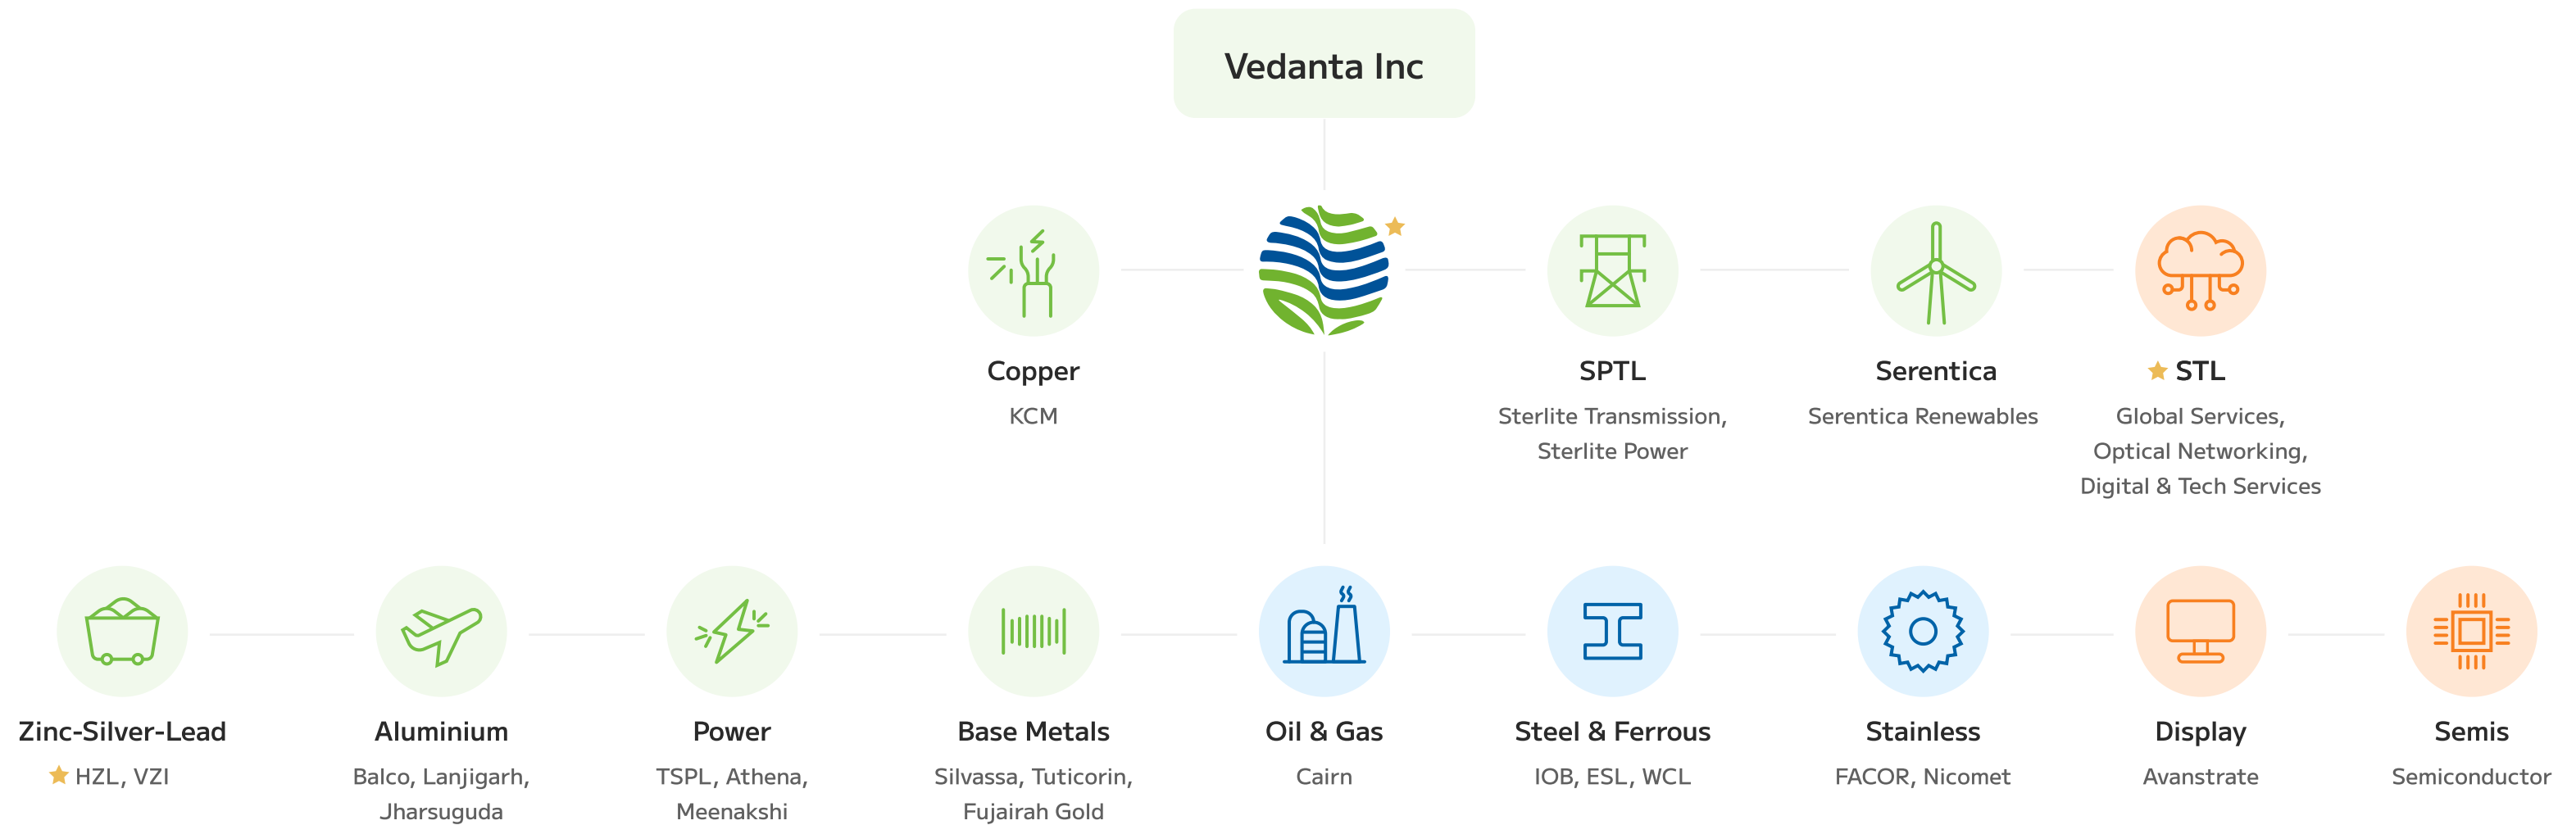 Vedanta Inc
Copper
KCM
SPTL
Sterlite Transmission,
Sterlite Power
Serentica
Serentica Renewables
STL
Global Services,
Optical Networking,
Digital & Tech Services
Zinc-Silver-Lead
HZL, VZI
Aluminium
Balco, Lanjigarh,
Jharsuguda
Power
TSPL, Athena,
Meenakshi
Base Metals
Silvassa, Tuticorin,
Fujairah Gold
Oil & Gas
Cairn
Steel & Ferrous
IOB, ESL, WCL
Stainless
FACOR, Nicomet
Display
Avanstrate
Semis
Semiconductor